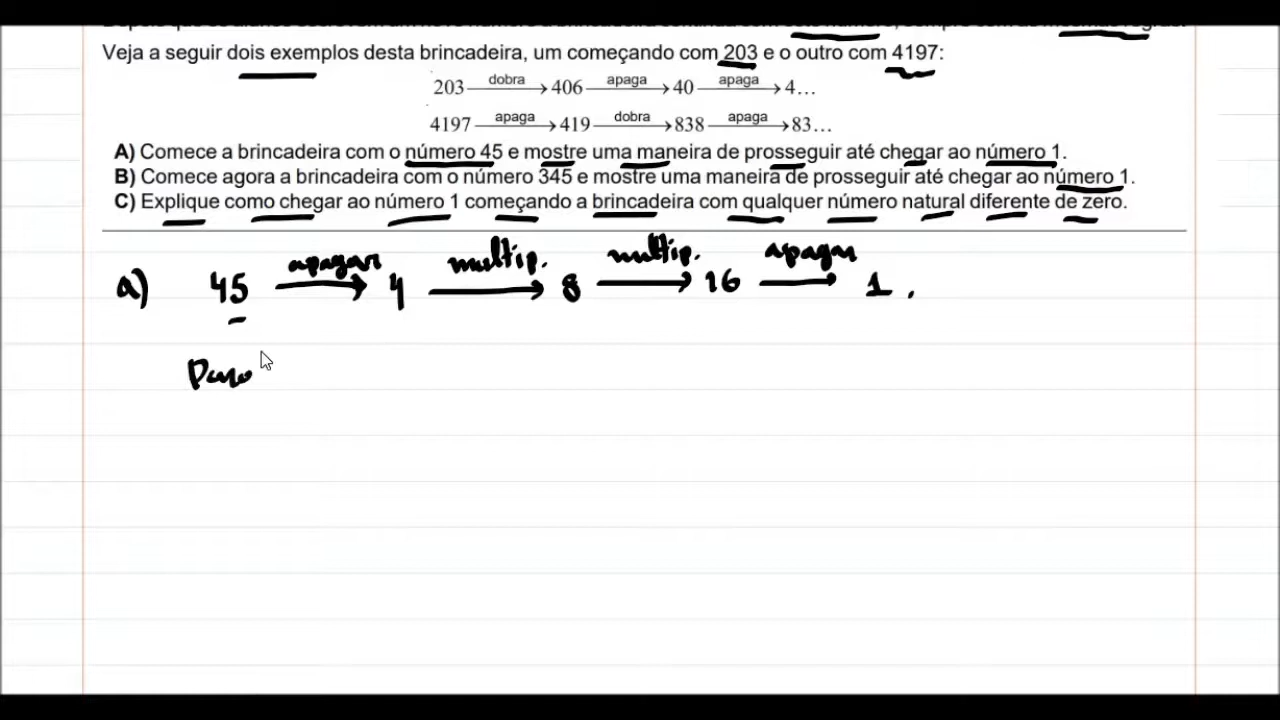 Veja a seguir dois exemplos desta brincadeira, um começando com 203 e o outro com 4197:
203 dobra 406 apaga 40 apaga 4...
4197 apaga 419 dobra 838 apaga 83...
A) Comece a brincadeira com o número 45 e mostre uma maneira de prosseguir até chegar ao número 1.
B) Comece agora a brincadeira com o número 345 e mostre uma maneira de prosseguir até chegar ao número 1.
C) Explique como chegar ao número 1 começando a brincadeira com qualquer número natural diferente de zero.
a) 45 apagar 4 multip. 8 multip. 16 apagar 1.